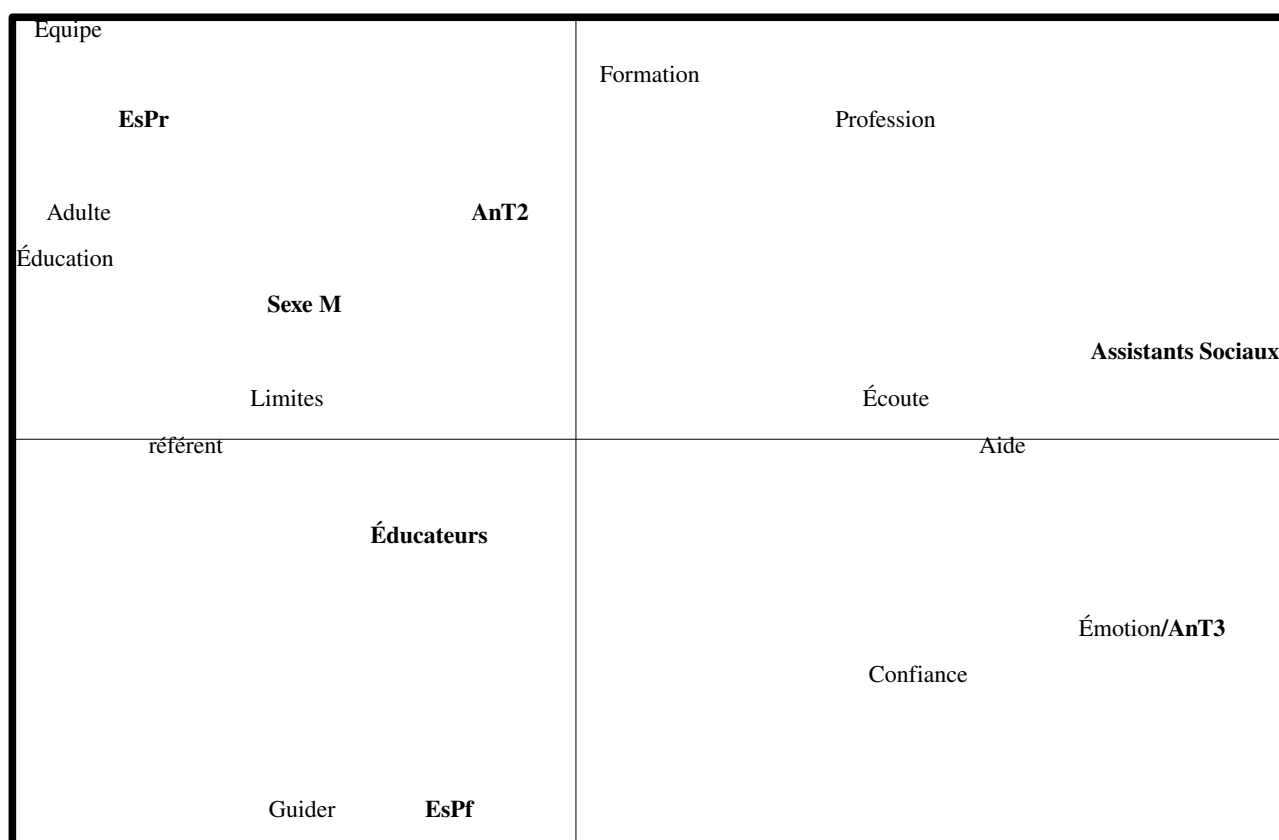 Equipe
Formation
EsPr Profession
Adulte AnT2
Éducation
Sexe M
Assistants Sociaux
Limites Écoute
référent Aide
Éducateurs
Émotion/AnT3
Confiance
Guider EsPf